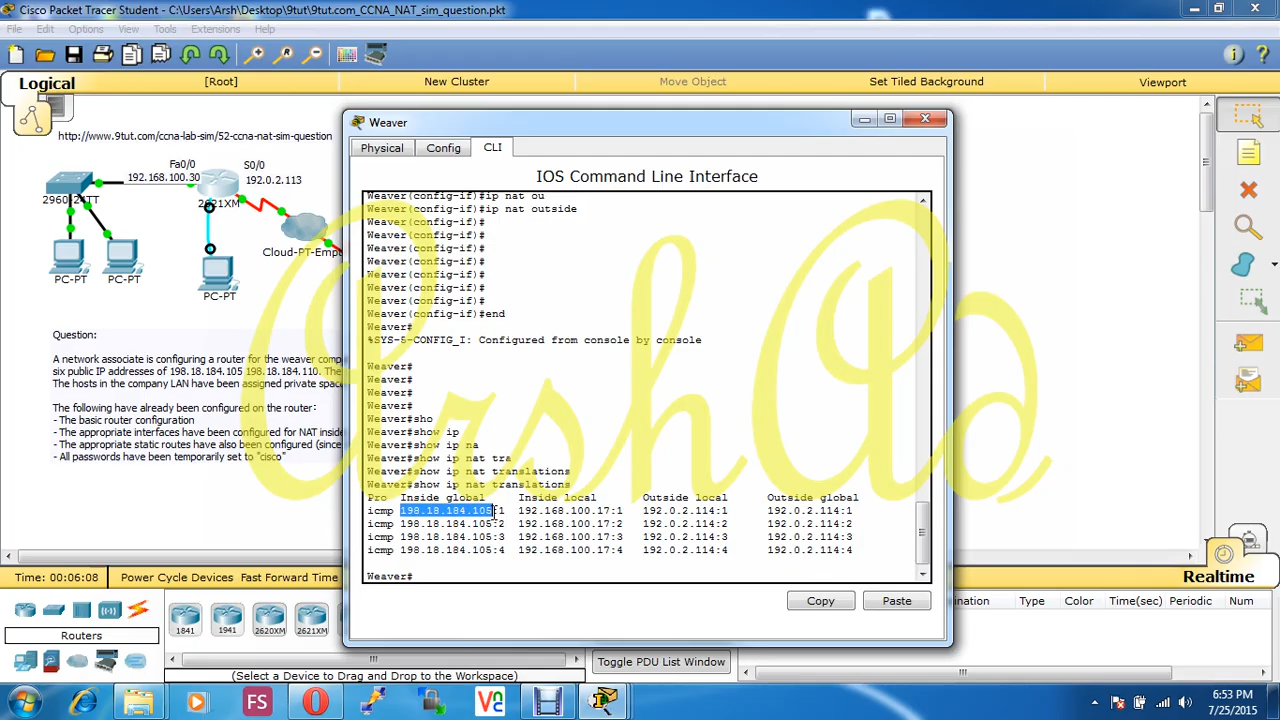 Cisco Packet Tracer Student - C:\Users\Arsh\Desktop\9tut\9tut.com_CCNA_NAT_sim_question.pkt
File Edit Options View Tools Extensions Help
Logical [Root] New Cluster Move Object Set Tiled Background Viewport
http://www.9tut.com/ccna-lab-sim/52-ccna-nat-sim-question
Fa0/0 S0/0
192.168.100.30 192.0.2.113
2960-24TT 2621XM
Cloud-PT-Emp
PC-PT PC-PT
PC-PT
Question:
A network associate is configuring a router for the weaver comp
six public IP addresses of 198.18.184.105 198.18.184.110. The
The hosts in the company LAN have been assigned private space
The following have already been configured on the router:
- The basic router configuration
- The appropriate interfaces have been configured for NAT inside
- The appropriate static routes have also been configured (since
- All passwords have been temporarily set to "cisco"
Weaver
Physical Config CLI
IOS Command Line Interface
Weaver(config-if)#ip nat ou
Weaver(config-if)#ip nat outside
Weaver(config-if)#
Weaver(config-if)#
Weaver(config-if)#
Weaver(config-if)#
Weaver(config-if)#
Weaver(config-if)#
Weaver(config-if)#
Weaver(config-if)#end
Weaver#
%SYS-5-CONFIG_I: Configured from console by console
Weaver#
Weaver#
Weaver#
Weaver#
Weaver#sho
Weaver#show ip
Weaver#show ip na
Weaver#show ip nat tra
Weaver#show ip nat translations
Weaver#show ip nat translations
Pro Inside global Inside local Outside local Outside global
icmp 198.18.184.105:1 192.168.100.17:1 192.0.2.114:1 192.0.2.114:1
icmp 198.18.184.105:2 192.168.100.17:2 192.0.2.114:2 192.0.2.114:2
icmp 198.18.184.105:3 192.168.100.17:3 192.0.2.114:3 192.0.2.114:3
icmp 198.18.184.105:4 192.168.100.17:4 192.0.2.114:4 192.0.2.114:4
Weaver#
Copy Paste
ArshCo
Time: 00:06:08 Power Cycle Devices Fast Forward Time Realtime
Routers
1841 1941 2620XM 2621XM
(Select a Device to Drag and Drop to the Workspace)
Toggle PDU List Window
ination Type Color Time(sec) Periodic Num
FS
6:53 PM
7/25/2015